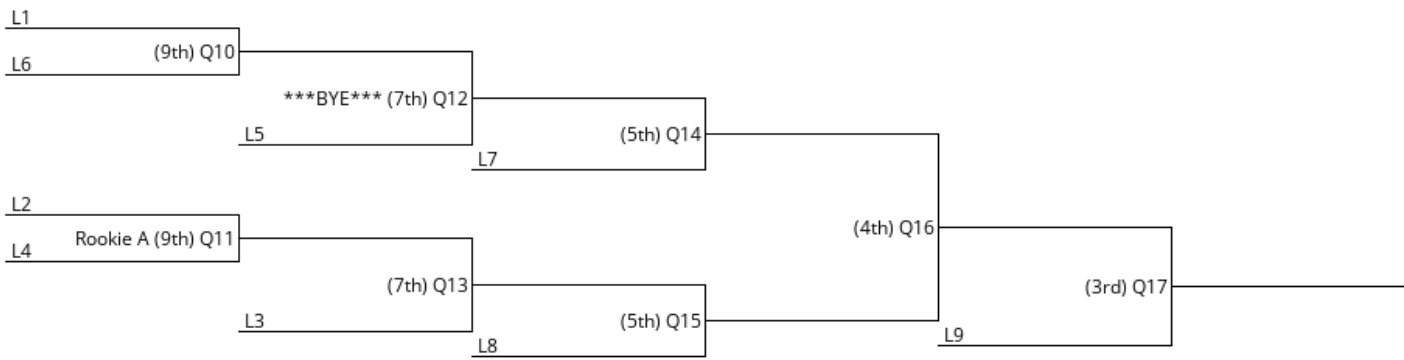 L1
(9th) Q10
L6
***BYE*** (7th) Q12
L5
(5th) Q14
L7
L2
Rookie A (9th) Q11
L4
(4th) Q16
(7th) Q13
(3rd) Q17
L3
(5th) Q15
L9
L8